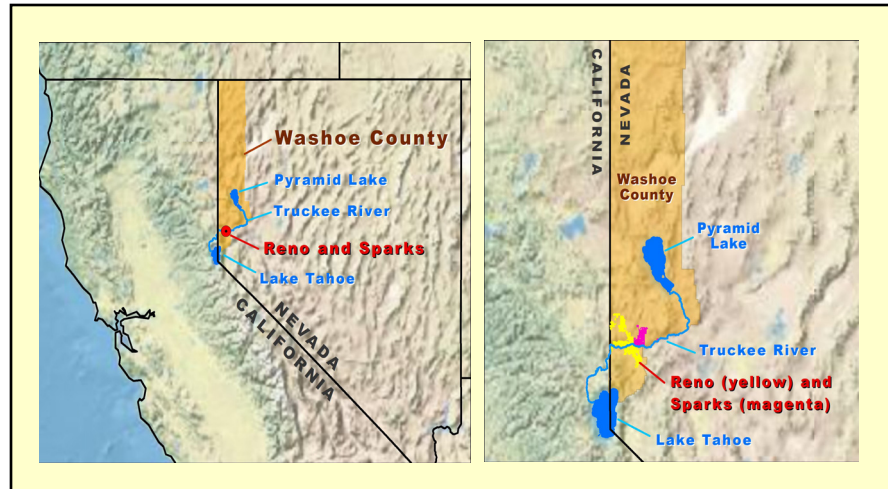 Washoe County
Pyramid Lake
Truckee River
Reno and Sparks
Lake Tahoe
NEVADA
CALIFORNIA
CALIFORNIA
NEVADA
Washoe
County
Pyramid
Lake
Truckee River
Reno (yellow) and
Sparks (magenta)
Lake Tahoe